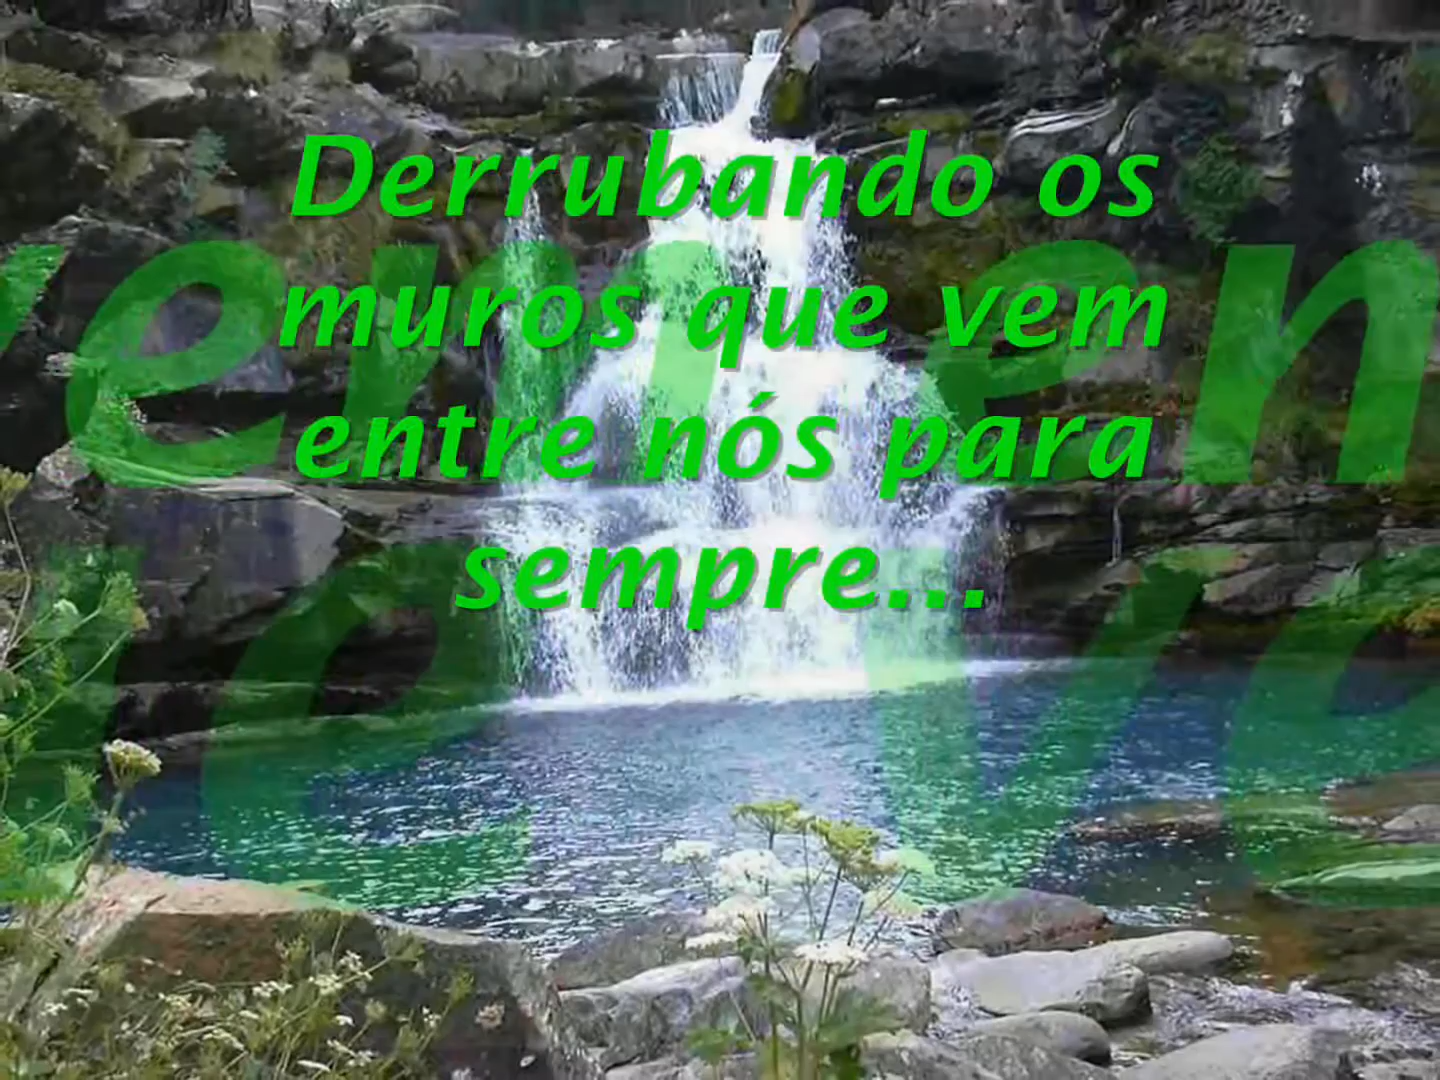 Derrubando os
muros que vem
entre nós para
sempre...